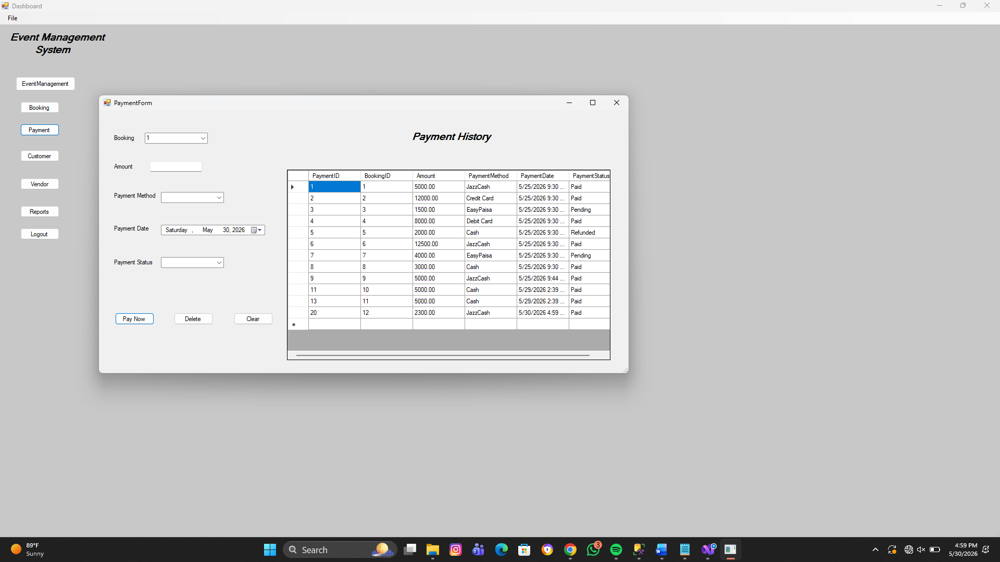 Dashboard
File
Event Management
System
EventManagement
Booking
Payment
Customer
Vendor
Reports
Logout
PaymentForm
Booking 1
Amount
Payment Method
Payment Date Saturday , May 30, 2026
Payment Status
Pay Now Delete Clear
Payment History
PaymentID BookingID Amount PaymentMethod PaymentDate PaymentStatus
1 1 5000.00 JazzCash 5/25/2026 9:30 ... Paid
2 2 12000.00 Credit Card 5/25/2026 9:30 ... Paid
3 3 1500.00 EasyPaisa 5/25/2026 9:30 ... Pending
4 4 8000.00 Debit Card 5/25/2026 9:30 ... Paid
5 5 2000.00 Cash 5/25/2026 9:30 ... Refunded
6 6 12500.00 JazzCash 5/25/2026 9:30 ... Paid
7 7 4000.00 EasyPaisa 5/25/2026 9:30 ... Pending
8 8 3000.00 Cash 5/25/2026 9:30 ... Paid
9 9 5000.00 JazzCash 5/25/2026 9:44 ... Paid
11 10 5000.00 Cash 5/29/2026 2:39 ... Paid
13 11 5000.00 Cash 5/29/2026 2:39 ... Paid
20 12 2300.00 JazzCash 5/30/2026 4:59 ... Paid
89°F
Sunny
Search
3
4:59 PM
5/30/2026